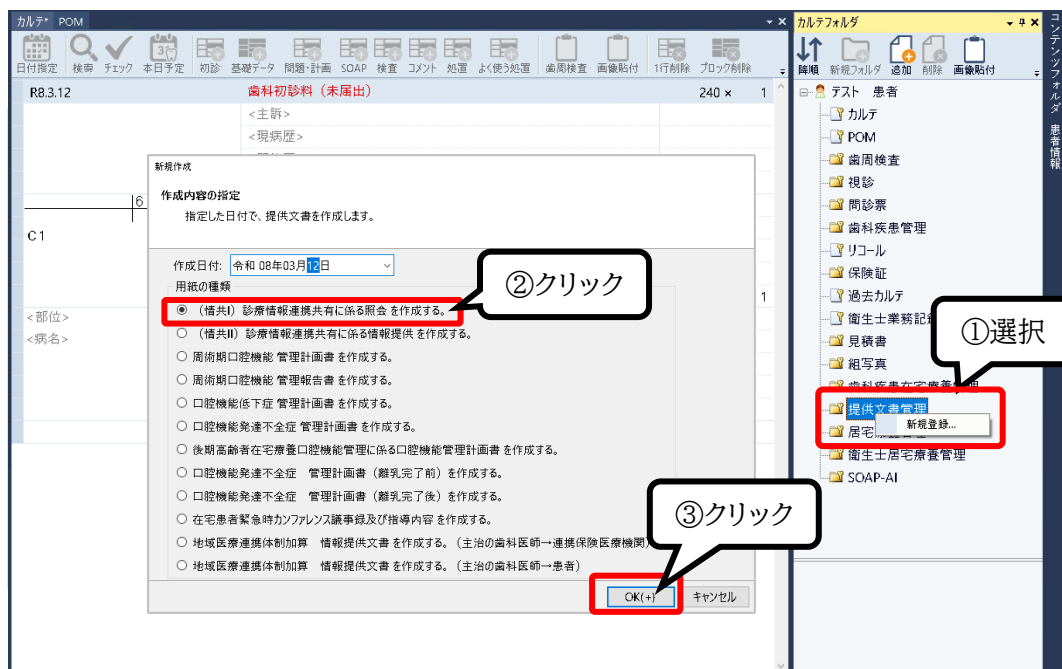 カルテ* POM
日付指定 検索 チェック 本日予定 初診 基礎データ 問題・計画 SOAP 検査 コメント 処置 よく使う処置 歯周検査 画像貼付 1行削除 ブロック削除
R8.3.12 歯科初診料（未届出） 240 × 1
<主訴>
<現病歴>
6
C1
1
<部位>
<病名>
新規作成
作成内容の指定
指定した日付で、提供文書を作成します。
作成日付: 令和 08年03月12日
用紙の種類
（情共Ⅰ）診療情報連携共有に係る照会 を作成する。
（情共Ⅱ）診療情報連携共有に係る情報提供 を作成する。
周術期口腔機能 管理計画書 を作成する。
周術期口腔機能 管理報告書 を作成する。
口腔機能低下症 管理計画書 を作成する。
口腔機能発達不全症 管理計画書 を作成する。
後期高齢者在宅療養口腔機能管理に係る口腔機能管理計画書 を作成する。
口腔機能発達不全症 管理計画書（離乳完了前）を作成する。
口腔機能発達不全症 管理計画書（離乳完了後）を作成する。
在宅患者緊急時カンファレンス議事録及び指導内容 を作成する。
地域医療連携体制加算 情報提供文書 を作成する。（主治の歯科医師→連携保険医療機関）
地域医療連携体制加算 情報提供文書 を作成する。（主治の歯科医師→患者）
OK(+) キャンセル
②クリック
③クリック
カルテフォルダ
降順 新規フォルダ 追加 削除 画像貼付
テスト 患者
カルテ
POM
歯周検査
視診
問診票
歯科疾患管理
リコール
保険証
過去カルテ
衛生士業務記
見積書
組写真
歯科疾患在宅療養管理
提供文書管理
新規登録...
居宅
衛生士居宅療養管理
SOAP-AI
①選択
コンテンツフォルダ
患者情報